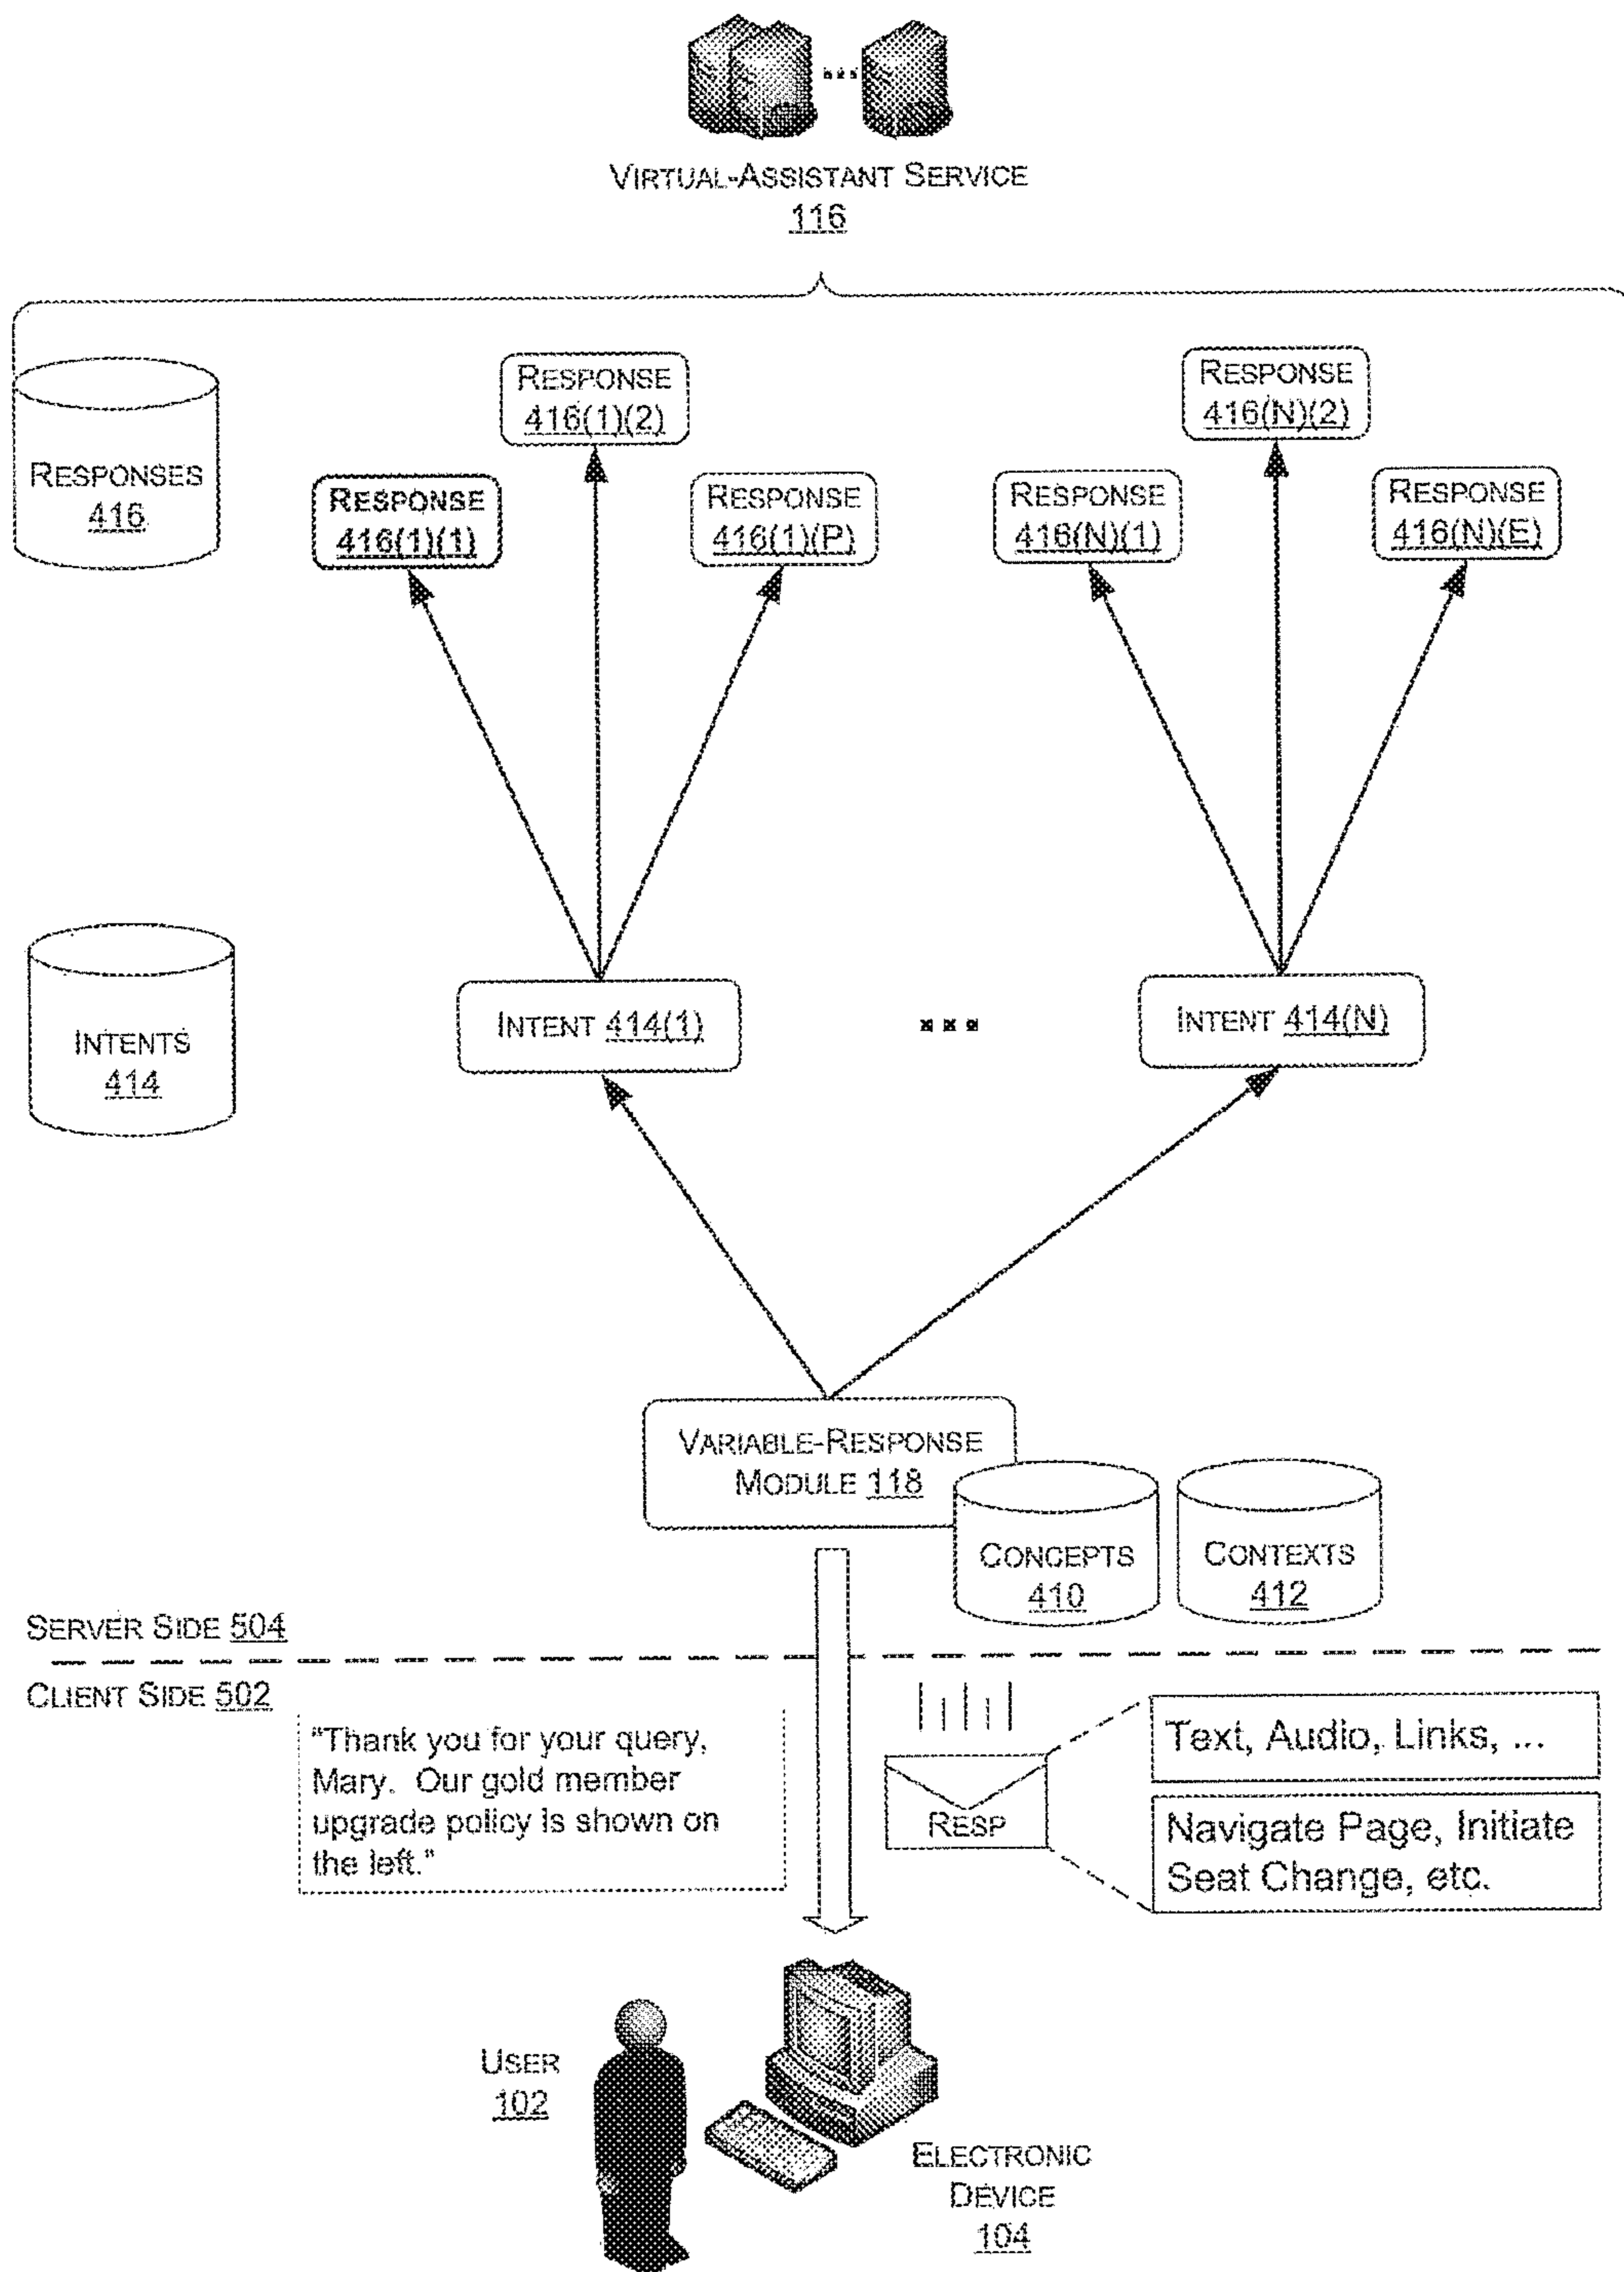 VIRTUAL-ASSISTANT SERVICE
116
RESPONSES
416
RESPONSE
416(1)(1)
RESPONSE
416(1)(2)
RESPONSE
416(1)(P)
RESPONSE
416(N)(1)
RESPONSE
416(N)(2)
RESPONSE
416(N)(E)
INTENTS
414
INTENT 414(1)
...
INTENT 414(N)
VARIABLE-RESPONSE
MODULE 118
CONCEPTS
410
CONTEXTS
412
SERVER SIDE 504
CLIENT SIDE 502
"Thank you for your query,
Mary. Our gold member
upgrade policy is shown on
the left."
RESP
Text, Audio, Links, ...
Navigate Page, Initiate
Seat Change, etc.
USER
102
ELECTRONIC
DEVICE
104